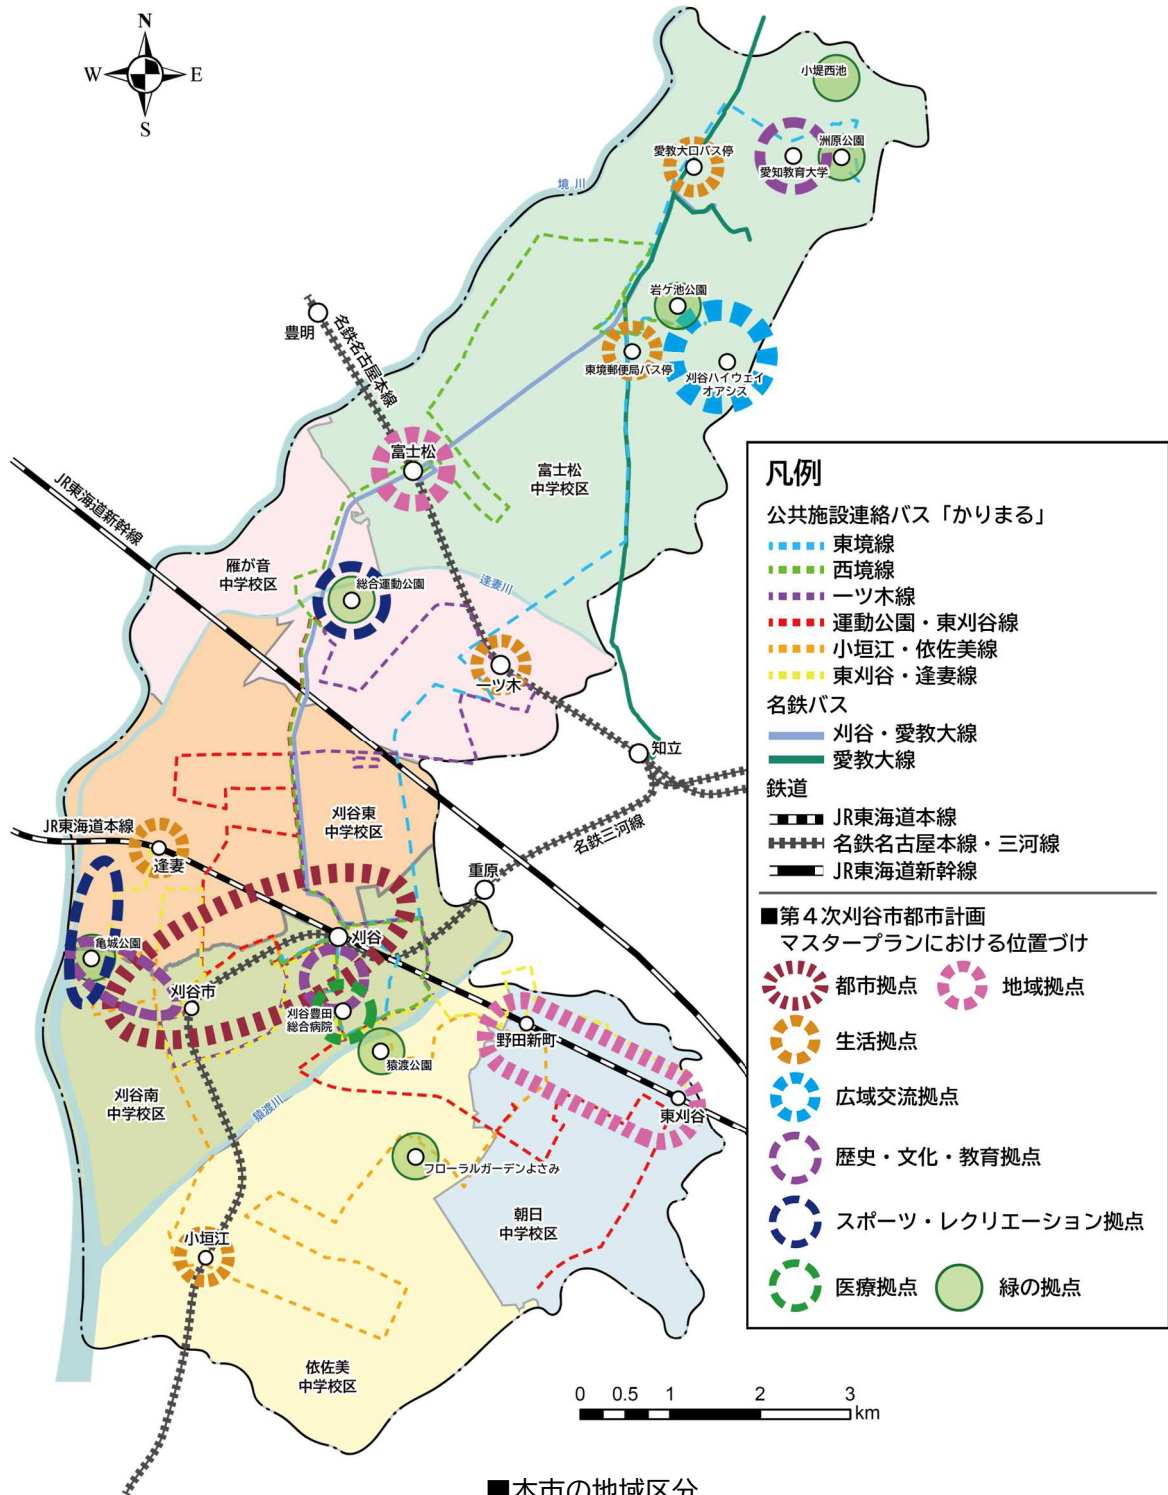 N
W
E
S
小堤西池
愛教大口バス停
洲原公園
愛知教育大学
境川
岩ケ池公園
豊明
名鉄名古屋本線
東境郵便局バス停
刈谷ハイウェイ
オアシス
富士松
富士松
中学校区
JR東海道新幹線
雁が音
中学校区
総合運動公園
逢妻川
一ツ木
知立
刈谷東
中学校区
JR東海道本線
逢妻
名鉄三河線
重原
亀城公園
刈谷
刈谷市
刈谷豊田
総合病院
野田新町
猿渡公園
刈谷南
中学校区
猿渡川
東刈谷
フローラルガーデンよさみ
朝日
中学校区
小垣江
依佐美
中学校区
凡例
公共施設連絡バス「かりまる」
東境線
西境線
一ツ木線
運動公園・東刈谷線
小垣江・依佐美線
東刈谷・逢妻線
名鉄バス
刈谷・愛教大線
愛教大線
鉄道
JR東海道本線
名鉄名古屋本線・三河線
JR東海道新幹線
■第4次刈谷市都市計画
マスタープランにおける位置づけ
都市拠点 地域拠点
生活拠点
広域交流拠点
歴史・文化・教育拠点
スポーツ・レクリエーション拠点
医療拠点 緑の拠点
0 0.5 1 2 3
km
■本市の地域区分